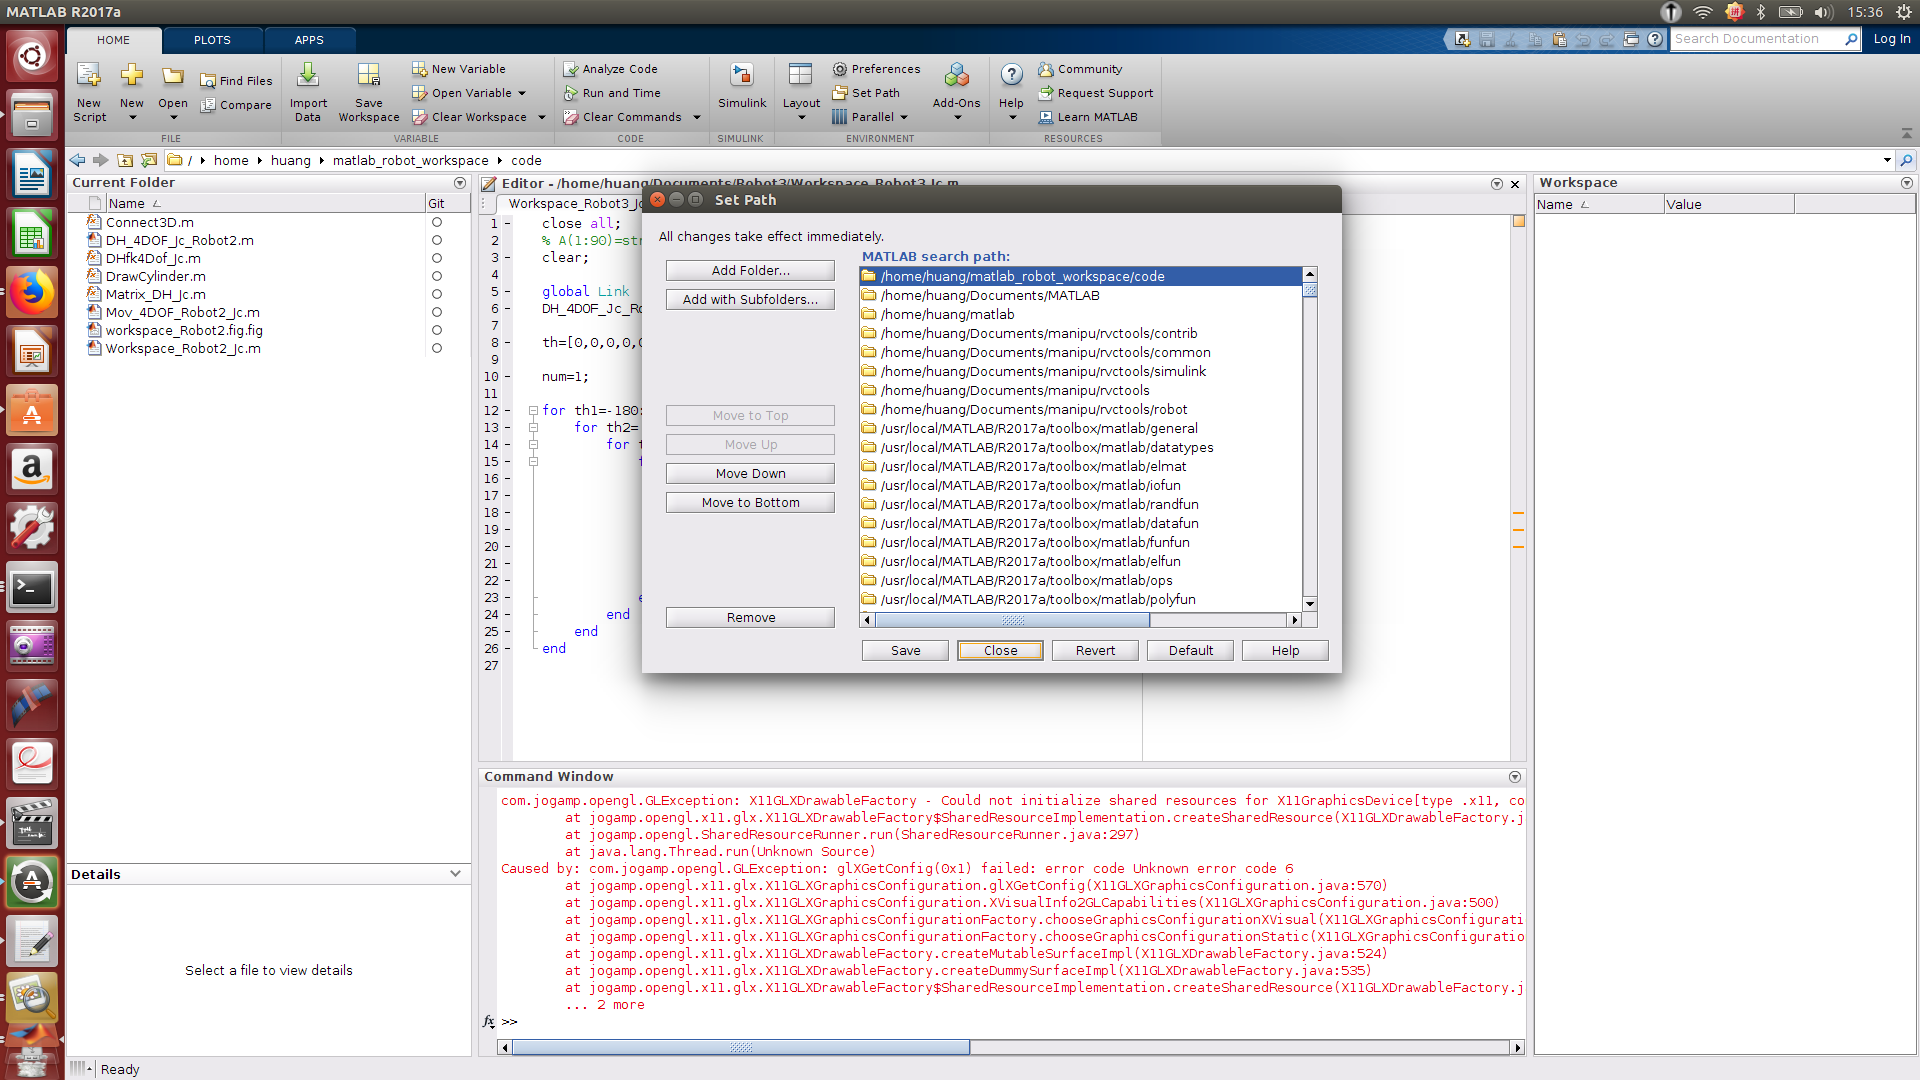 MATLAB R2017a
15:36
HOME
PLOTS
APPS
Search Documentation
Log In
New Script
New
Open
Find Files
Compare
Import Data
Save Workspace
New Variable
Open Variable
Clear Workspace
Analyze Code
Run and Time
Clear Commands
Simulink
Layout
Preferences
Set Path
Parallel
Add-Ons
Help
Community
Request Support
Learn MATLAB
FILE
VARIABLE
CODE
SIMULINK
ENVIRONMENT
RESOURCES
/ home huang matlab_robot_workspace code
Current Folder
Name
Git
Connect3D.m
DH_4DOF_Jc_Robot2.m
DHfk4Dof_Jc.m
DrawCylinder.m
Matrix_DH_Jc.m
Mov_4DOF_Robot2_Jc.m
workspace_Robot2.fig.fig
Workspace_Robot2_Jc.m
Details
Select a file to view details
Ready
Editor - /home/huang/Documents/Robot3/Workspace_Robot3_Jc.m
Workspace_Robot3_Jc
1 close all;
2 % A(1:90)=str
3 clear;
4
5 global Link
6 DH_4DOF_Jc_Ro
7
8 th=[0,0,0,0,0
9
10 num=1;
11
12 for th1=-180:
13 for th2=-
14 for t
15 f
16
17
18
19
20
21
22
23 e
24 end
25 end
26 end
27
Set Path
All changes take effect immediately.
MATLAB search path:
Add Folder...
Add with Subfolders...
Move to Top
Move Up
Move Down
Move to Bottom
Remove
/home/huang/matlab_robot_workspace/code
/home/huang/Documents/MATLAB
/home/huang/matlab
/home/huang/Documents/manipu/rvctools/contrib
/home/huang/Documents/manipu/rvctools/common
/home/huang/Documents/manipu/rvctools/simulink
/home/huang/Documents/manipu/rvctools
/home/huang/Documents/manipu/rvctools/robot
/usr/local/MATLAB/R2017a/toolbox/matlab/general
/usr/local/MATLAB/R2017a/toolbox/matlab/datatypes
/usr/local/MATLAB/R2017a/toolbox/matlab/elmat
/usr/local/MATLAB/R2017a/toolbox/matlab/iofun
/usr/local/MATLAB/R2017a/toolbox/matlab/randfun
/usr/local/MATLAB/R2017a/toolbox/matlab/datafun
/usr/local/MATLAB/R2017a/toolbox/matlab/funfun
/usr/local/MATLAB/R2017a/toolbox/matlab/elfun
/usr/local/MATLAB/R2017a/toolbox/matlab/ops
/usr/local/MATLAB/R2017a/toolbox/matlab/polyfun
Save
Close
Revert
Default
Help
Command Window
com.jogamp.opengl.GLException: X11GLXDrawableFactory - Could not initialize shared resources for X11GraphicsDevice[type .x11, co
at jogamp.opengl.x11.glx.X11GLXDrawableFactory$SharedResourceImplementation.createSharedResource(X11GLXDrawableFactory.j
at jogamp.opengl.SharedResourceRunner.run(SharedResourceRunner.java:297)
at java.lang.Thread.run(Unknown Source)
Caused by: com.jogamp.opengl.GLException: glXGetConfig(0x1) failed: error code Unknown error code 6
at jogamp.opengl.x11.glx.X11GLXGraphicsConfiguration.glXGetConfig(X11GLXGraphicsConfiguration.java:570)
at jogamp.opengl.x11.glx.X11GLXGraphicsConfiguration.XVisualInfo2GLCapabilities(X11GLXGraphicsConfiguration.java:500)
at jogamp.opengl.x11.glx.X11GLXGraphicsConfigurationFactory.chooseGraphicsConfigurationXVisual(X11GLXGraphicsConfigurati
at jogamp.opengl.x11.glx.X11GLXGraphicsConfigurationFactory.chooseGraphicsConfigurationStatic(X11GLXGraphicsConfiguratio
at jogamp.opengl.x11.glx.X11GLXDrawableFactory.createMutableSurfaceImpl(X11GLXDrawableFactory.java:524)
at jogamp.opengl.x11.glx.X11GLXDrawableFactory.createDummySurfaceImpl(X11GLXDrawableFactory.java:535)
at jogamp.opengl.x11.glx.X11GLXDrawableFactory$SharedResourceImplementation.createSharedResource(X11GLXDrawableFactory.j
... 2 more
fx >>
Workspace
Name
Value